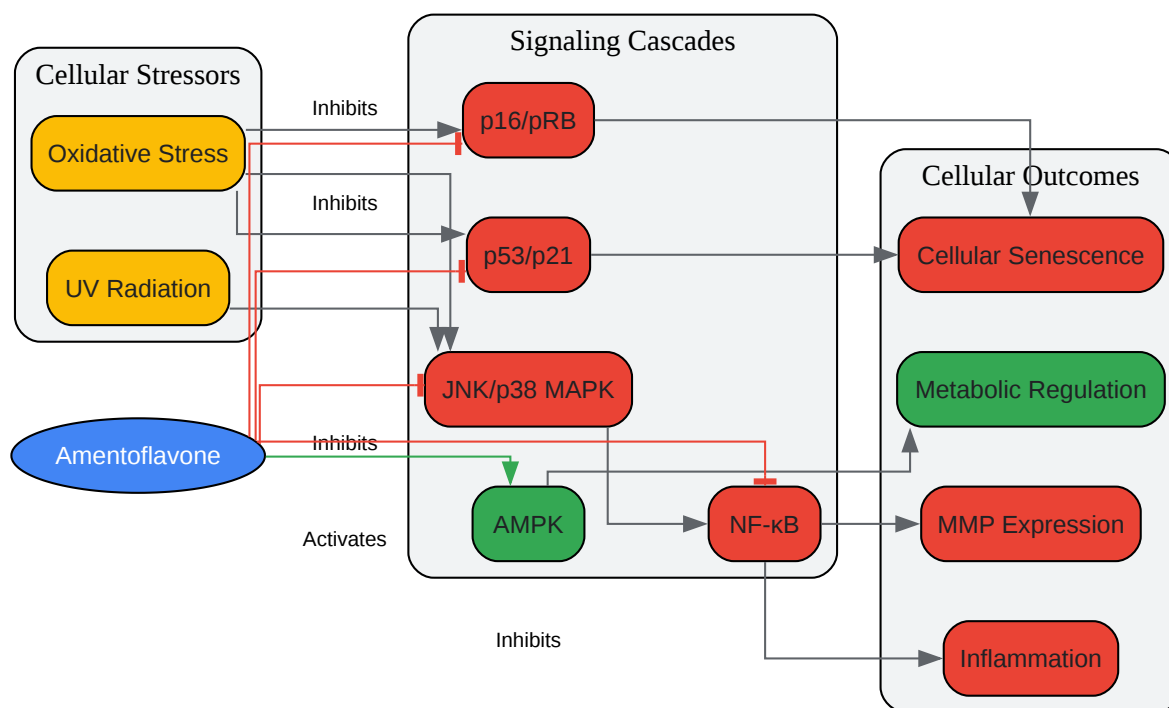 Cellular Stressors
Oxidative Stress
UV Radiation
Amentoflavone
Inhibits
Inhibits
Inhibits
Activates
Inhibits
Signaling Cascades
p16/pRB
p53/p21
JNK/p38 MAPK
AMPK
NF-κB
Cellular Outcomes
Cellular Senescence
Metabolic Regulation
MMP Expression
Inflammation